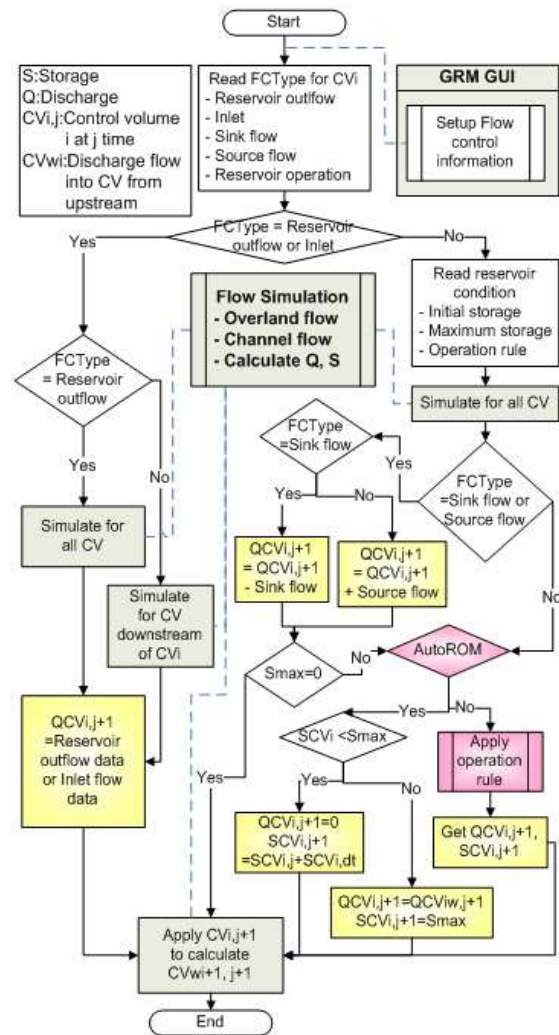 Start
S:Storage
Q:Discharge
CVi,j:Control volume
i at j time
CVwi:Discharge flow
into CV from
upstream
Read FCType for CVi
- Reservoir outlfow
- Inlet
- Sink flow
- Source flow
- Reservoir operation
GRM GUI
Setup Flow
control
information
FCType = Reservoir
outflow or Inlet
Yes
No
Read reservoir
condition
- Initial storage
- Maximum storage
- Operation rule
Flow Simulation
- Overland flow
- Channel flow
- Calculate Q, S
FCType
= Reservoir
outflow
Simulate for all CV
FCType
=Sink flow
Yes
FCType
=Sink flow or
Source flow
Yes
No
Yes
No
Simulate for
all CV
QCVi,j+1
= QCVi,j+1
- Sink flow
QCVi,j+1
= QCVi,j+1
+ Source flow
No
Simulate
for CV
downstream
of CVi
Smax=0
No
AutoROM
QCVi,j+1
=Reservoir
outflow data
or Inlet flow
data
Yes
Yes
No
SCVi <Smax
Apply
operation
rule
Yes
No
QCVi,j+1=0
SCVi,j+1
=SCVi,j+SCVi,dt
Get QCVi,j+1,
SCVi,j+1
QCVi,j+1=QCViw,j+1
SCVi,j+1=Smax
Apply CVi,j+1
to calculate
CVwi+1, j+1
End